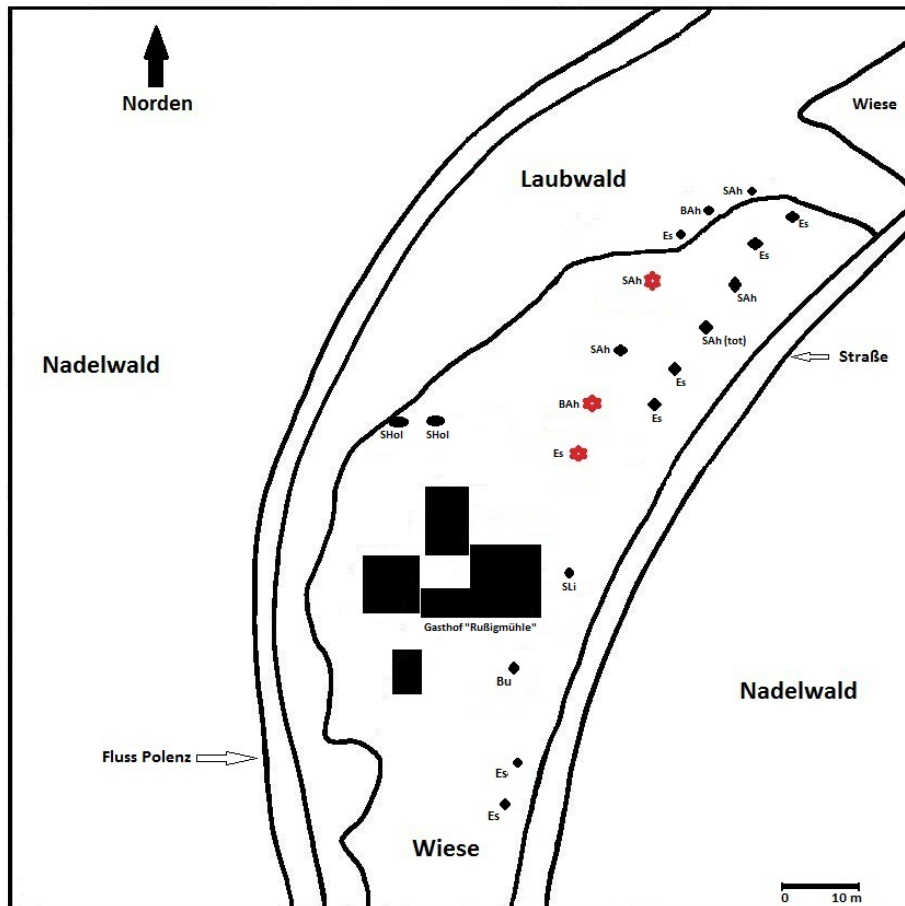 Norden
Wiese
Laubwald
SAh
BAh
Es
Es
Es
SAh
SAh
SAh (tot)
Straße
Nadelwald
SAh
Es
BAh
Es
SHol
SHol
Es
SLi
Gasthof "Rußigmühle"
Bu
Nadelwald
Fluss Polenz
Es
Es
Wiese
0
10 m